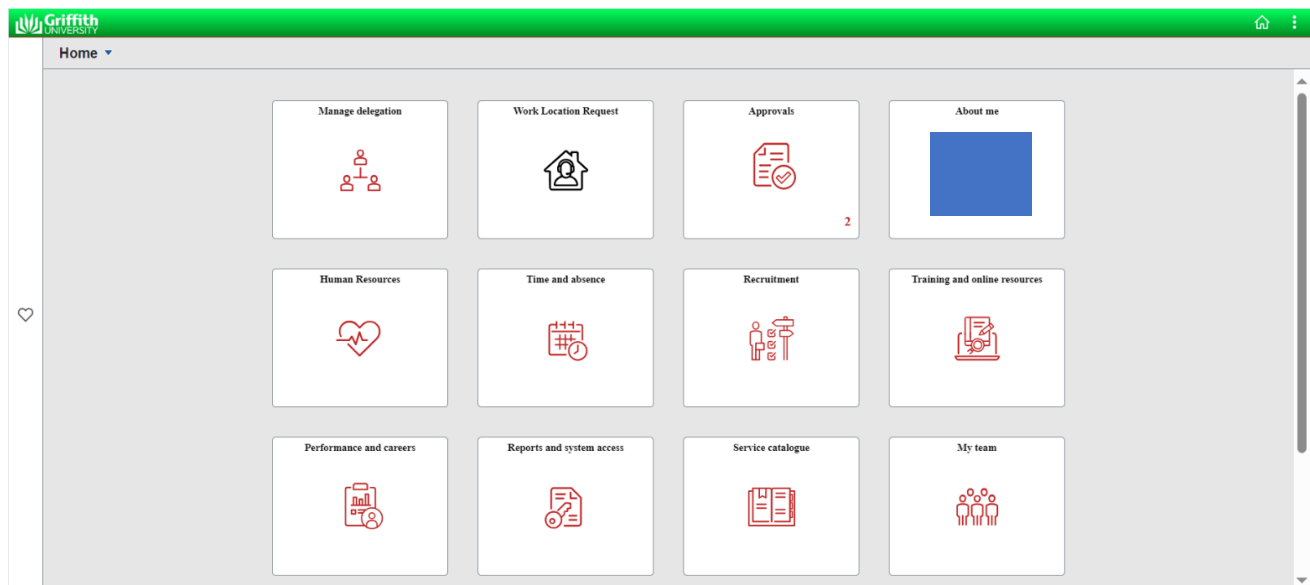 Griffith
UNIVERSITY
Home
Manage delegation
Work Location Request
Approvals
2
About me
Human Resources
Time and absence
Recruitment
Training and online resources
Performance and careers
Reports and system access
Service catalogue
My team